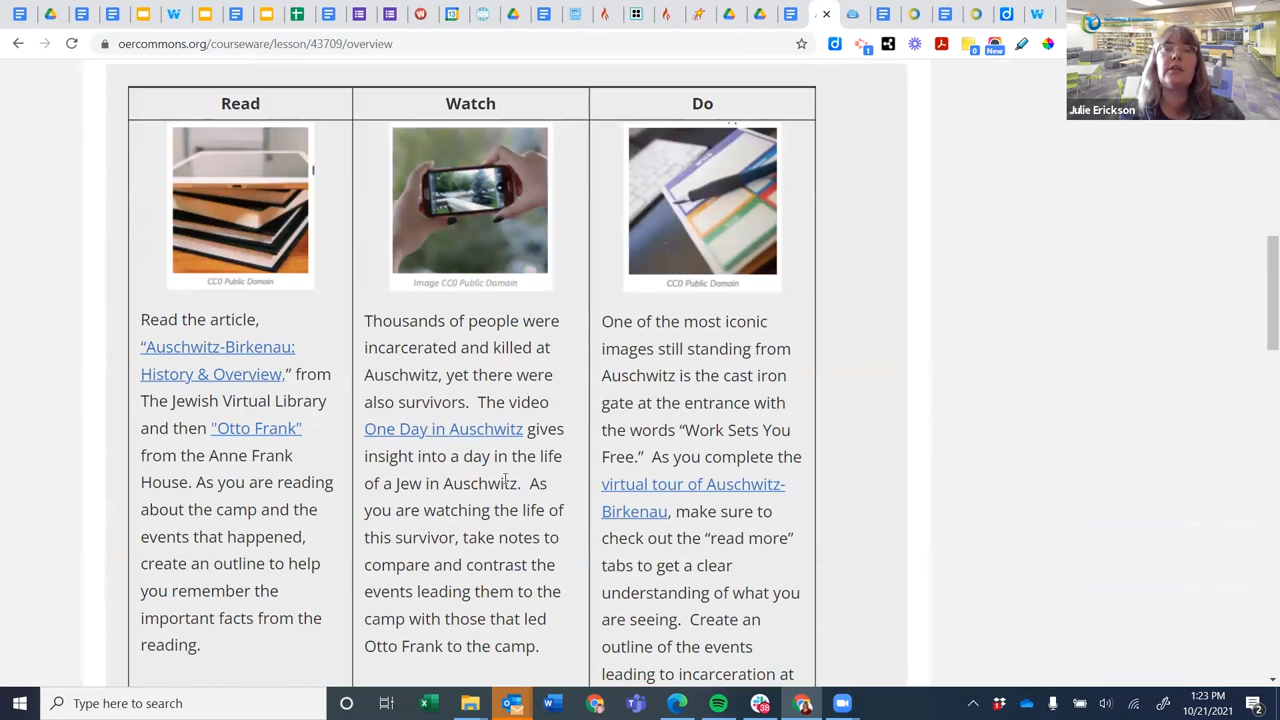 oercommons.org/courseware/lesson/43709/overview
Technology & Innovation
Julie Erickson
Read
Watch
Do
CC0 Public Domain
Image CC0 Public Domain
CC0 Public Domain
Read the article,
“Auschwitz-Birkenau:
History & Overview,” from
The Jewish Virtual Library
and then "Otto Frank"
from the Anne Frank
House. As you are reading
about the camp and the
events that happened,
create an outline to help
you remember the
important facts from the
reading.
Thousands of people were
incarcerated and killed at
Auschwitz, yet there were
also survivors. The video
One Day in Auschwitz gives
insight into a day in the life
of a Jew in Auschwitz. As
you are watching the life of
this survivor, take notes to
compare and contrast the
events leading them to the
camp with those that led
Otto Frank to the camp.
One of the most iconic
images still standing from
Auschwitz is the cast iron
gate at the entrance with
the words “Work Sets You
Free.” As you complete the
virtual tour of Auschwitz-
Birkenau, make sure to
check out the “read more”
tabs to get a clear
understanding of what you
are seeing. Create an
outline of the events
leading to incarceration at
Type here to search
1:23 PM
10/21/2021